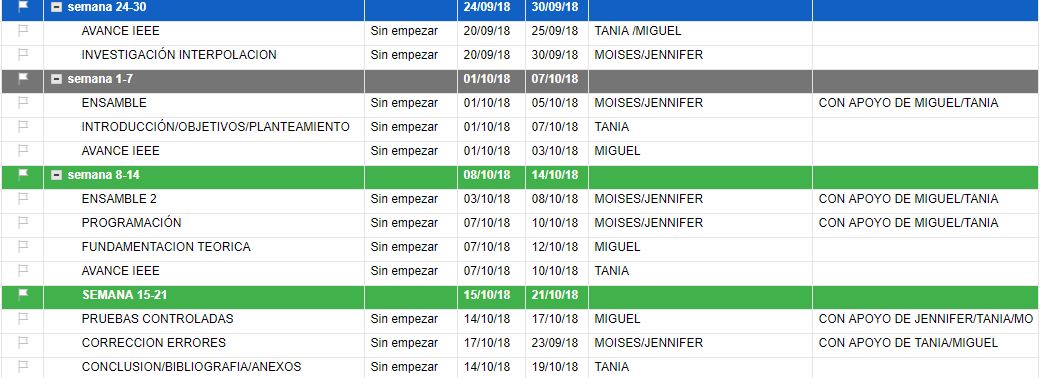 semana 24-30 24/09/18 30/09/18
AVANCE IEEE Sin empezar 20/09/18 25/09/18 TANIA /MIGUEL
INVESTIGACIÓN INTERPOLACION Sin empezar 20/09/18 30/09/18 MOISES/JENNIFER
semana 1-7 01/10/18 07/10/18
ENSAMBLE Sin empezar 01/10/18 05/10/18 MOISES/JENNIFER CON APOYO DE MIGUEL/TANIA
INTRODUCCIÓN/OBJETIVOS/PLANTEAMIENTO Sin empezar 01/10/18 07/10/18 TANIA
AVANCE IEEE Sin empezar 01/10/18 03/10/18 MIGUEL
semana 8-14 08/10/18 14/10/18
ENSAMBLE 2 Sin empezar 03/10/18 08/10/18 MOISES/JENNIFER CON APOYO DE MIGUEL/TANIA
PROGRAMACIÓN Sin empezar 07/10/18 10/10/18 MOISES/JENNIFER CON APOYO DE MIGUEL/TANIA
FUNDAMENTACION TEORICA Sin empezar 07/10/18 12/10/18 MIGUEL
AVANCE IEEE Sin empezar 07/10/18 10/10/18 TANIA
SEMANA 15-21 15/10/18 21/10/18
PRUEBAS CONTROLADAS Sin empezar 14/10/18 17/10/18 MIGUEL CON APOYO DE JENNIFER/TANIA/MO
CORRECCION ERRORES Sin empezar 17/10/18 23/09/18 MOISES/JENNIFER CON APOYO DE TANIA/MIGUEL
CONCLUSION/BIBLIOGRAFIA/ANEXOS Sin empezar 14/10/18 19/10/18 TANIA